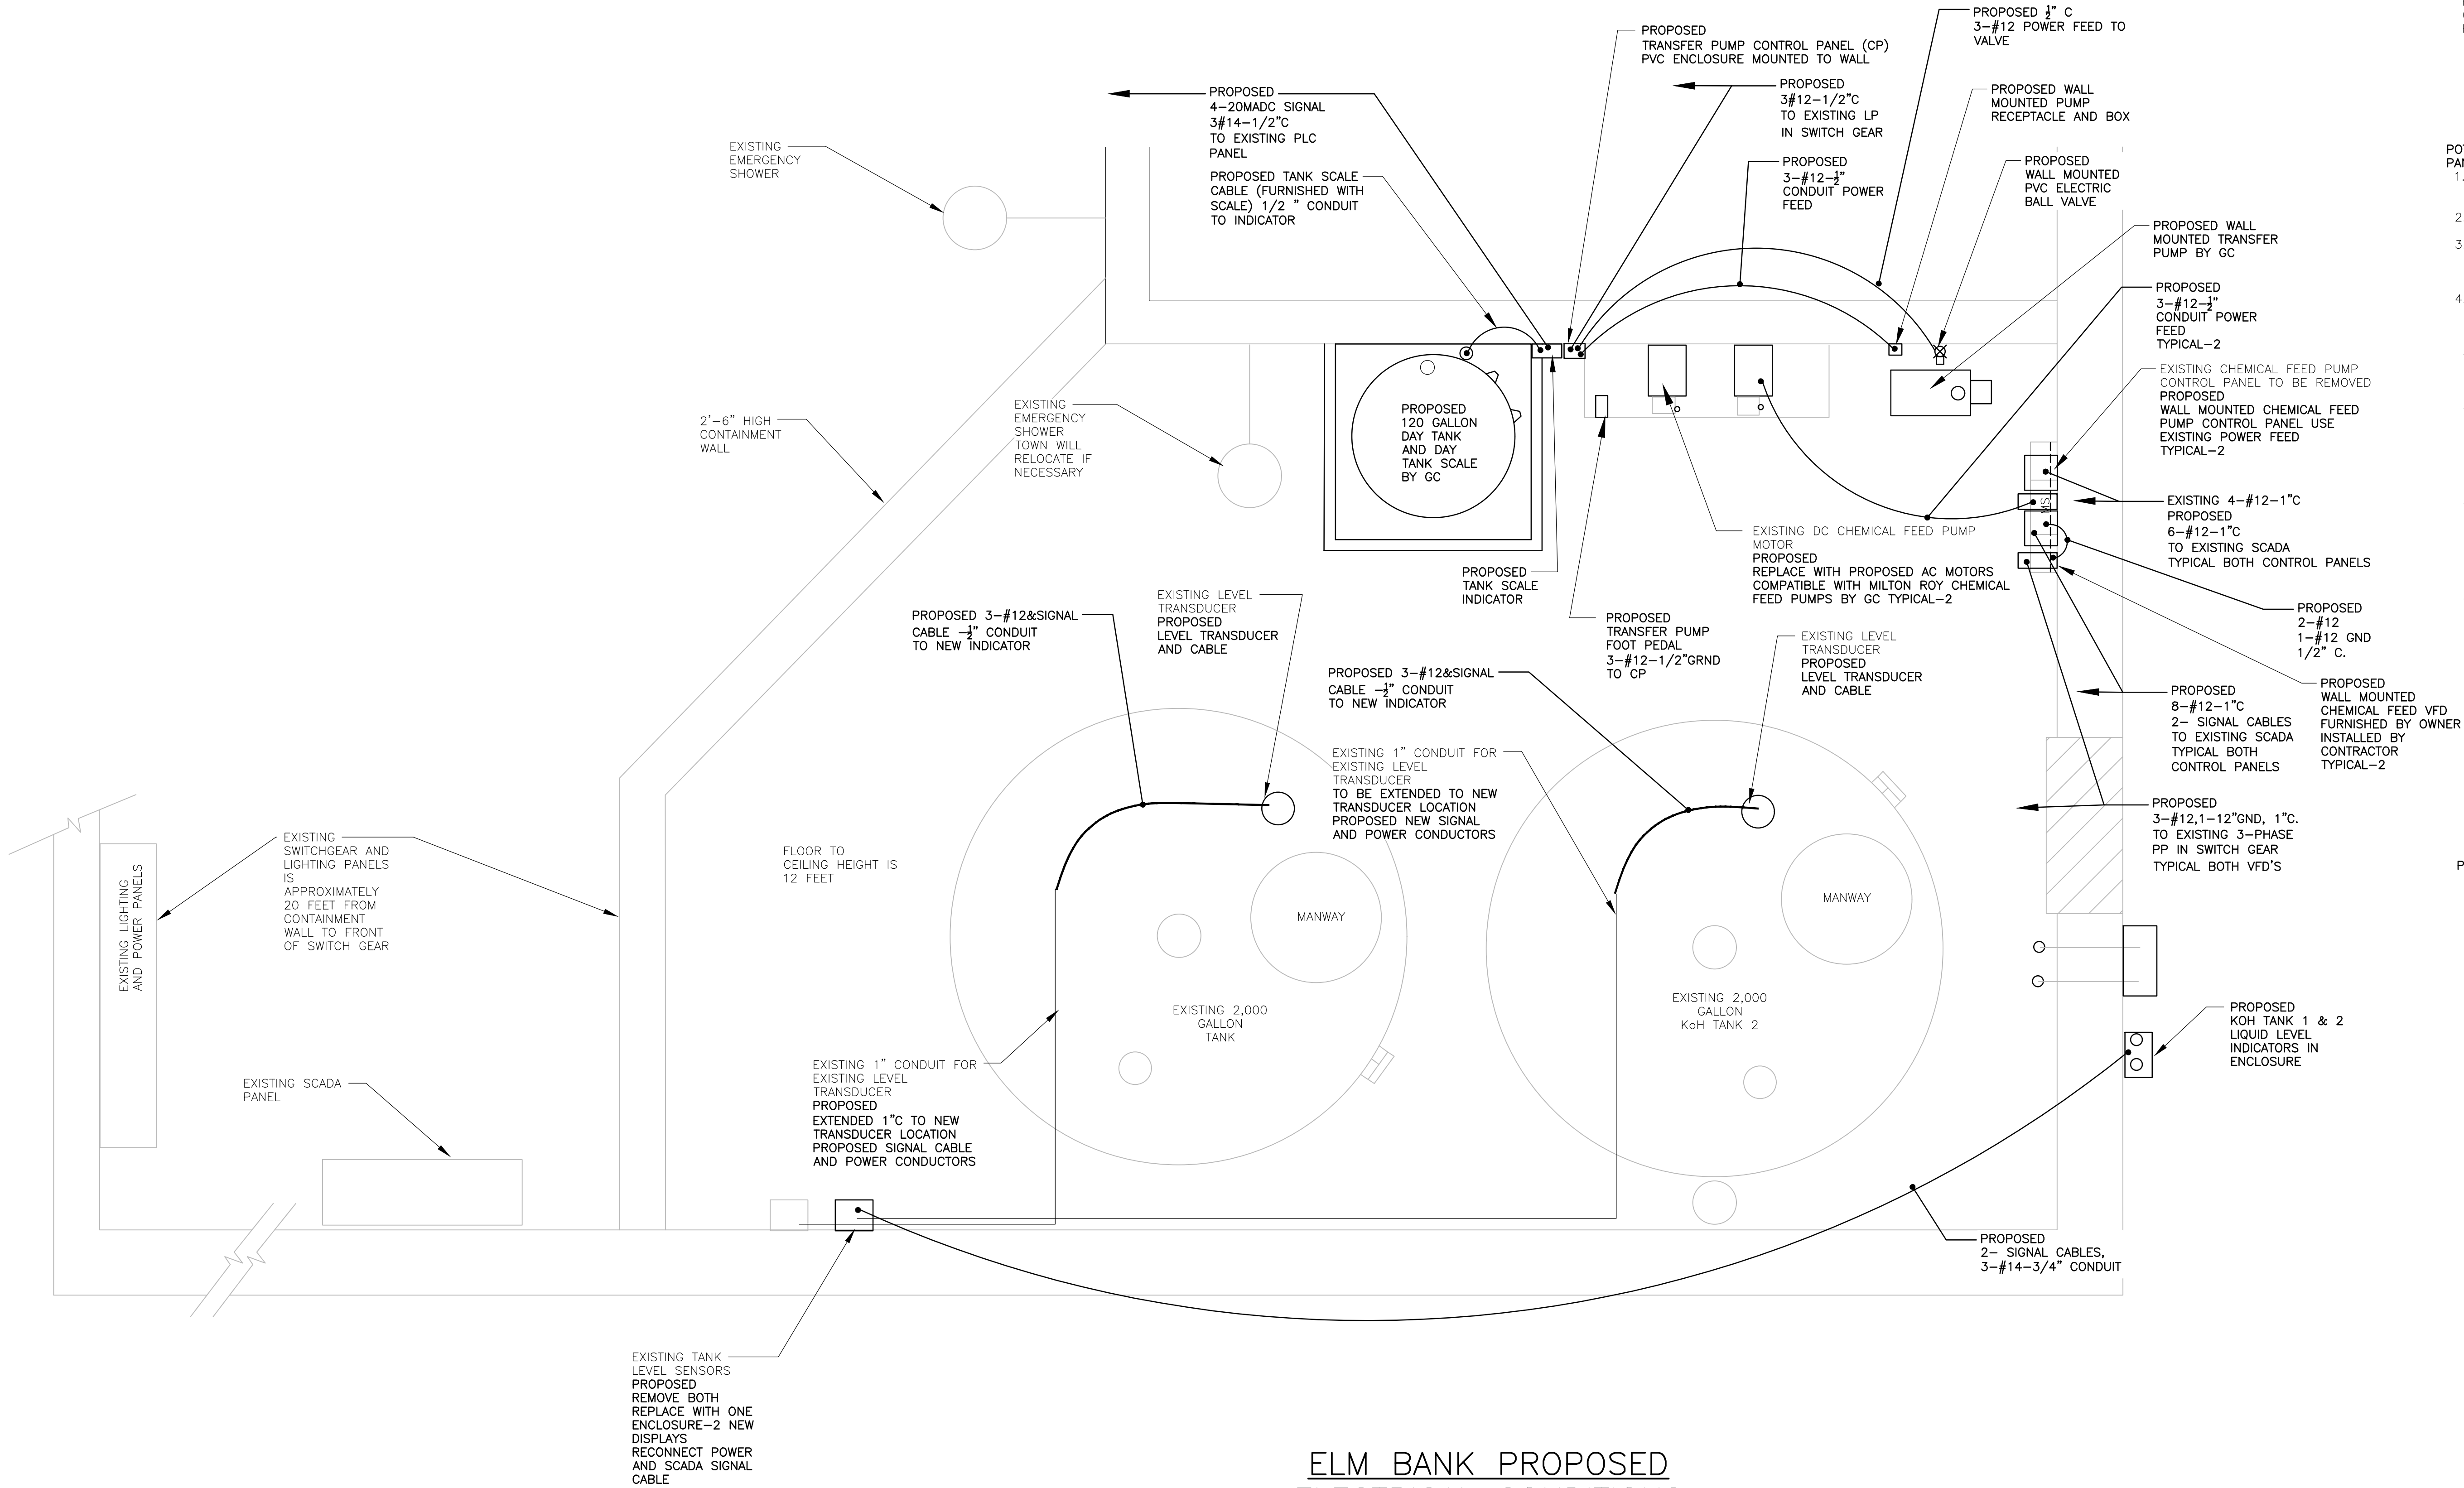 PROPOSED ½" C
3-#12 POWER FEED TO
VALVE
PROPOSED
TRANSFER PUMP CONTROL PANEL (CP)
PVC ENCLOSURE MOUNTED TO WALL
PROPOSED
4-20MADC SIGNAL
3#14-1/2"C
TO EXISTING PLC
PANEL
PROPOSED
3#12-1/2"C
TO EXISTING LP
IN SWITCH GEAR
PROPOSED WALL
MOUNTED PUMP
RECEPTACLE AND BOX
EXISTING
EMERGENCY
SHOWER
PROPOSED TANK SCALE
CABLE (FURNISHED WITH
SCALE) 1/2 " CONDUIT
TO INDICATOR
PROPOSED
3-#12-½"
CONDUIT POWER
FEED
PROPOSED
WALL MOUNTED
PVC ELECTRIC
BALL VALVE
1.
2
3
4
PROPOSED WALL
MOUNTED TRANSFER
PUMP BY GC
PROPOSED
3-#12-½"
CONDUIT POWER
FEED
TYPICAL-2
EXISTING CHEMICAL FEED PUMP
CONTROL PANEL TO BE REMOVED
PROPOSED
WALL MOUNTED CHEMICAL FEED
PUMP CONTROL PANEL USE
EXISTING POWER FEED
TYPICAL-2
2'-6" HIGH
CONTAINMENT
WALL
EXISTING
EMERGENCY
SHOWER
TOWN WILL
RELOCATE IF
NECESSARY
PROPOSED
120 GALLON
DAY TANK
AND DAY
TANK SCALE
BY GC
MS
EXISTING 4-#12-1"C
PROPOSED
6-#12-1"C
TO EXISTING SCADA
TYPICAL BOTH CONTROL PANELS
EXISTING DC CHEMICAL FEED PUMP
MOTOR
PROPOSED
REPLACE WITH PROPOSED AC MOTORS
COMPATIBLE WITH MILTON ROY CHEMICAL
FEED PUMPS BY GC TYPICAL-2
PROPOSED
TANK SCALE
INDICATOR
PROPOSED
TRANSFER PUMP
FOOT PEDAL
3-#12-1/2"GRND
TO CP
PROPOSED
2-#12
1-#12 GND
1/2" C.
PROPOSED 3-#12&SIGNAL
CABLE -½" CONDUIT
TO NEW INDICATOR
EXISTING LEVEL
TRANSDUCER
PROPOSED
LEVEL TRANSDUCER
AND CABLE
PROPOSED 3-#12&SIGNAL
CABLE -½" CONDUIT
TO NEW INDICATOR
EXISTING LEVEL
TRANSDUCER
PROPOSED
LEVEL TRANSDUCER
AND CABLE
PROPOSED
8-#12-1"C
2- SIGNAL CABLES
TO EXISTING SCADA
TYPICAL BOTH
CONTROL PANELS
PROPOSED
WALL MOUNTED
CHEMICAL FEED VFD
FURNISHED BY OWNER
INSTALLED BY
CONTRACTOR
TYPICAL-2
EXISTING 1" CONDUIT FOR
EXISTING LEVEL
TRANSDUCER
TO BE EXTENDED TO NEW
TRANSDUCER LOCATION
PROPOSED NEW SIGNAL
AND POWER CONDUCTORS
PROPOSED
3-#12,1-12"GND, 1"C.
TO EXISTING 3-PHASE
PP IN SWITCH GEAR
TYPICAL BOTH VFD'S
EXISTING LIGHTING
AND POWER PANELS
EXISTING
SWITCHGEAR AND
LIGHTING PANELS
IS
APPROXIMATELY
20 FEET FROM
CONTAINMENT
WALL TO FRONT
OF SWITCH GEAR
FLOOR TO
CEILING HEIGHT IS
12 FEET
MANWAY
MANWAY
EXISTING 2,000
GALLON
TANK
EXISTING 2,000
GALLON
KoH TANK 2
PROPOSED
KOH TANK 1 & 2
LIQUID LEVEL
INDICATORS IN
ENCLOSURE
EXISTING SCADA
PANEL
EXISTING 1" CONDUIT FOR
EXISTING LEVEL
TRANSDUCER
PROPOSED
EXTENDED 1"C TO NEW
TRANSDUCER LOCATION
PROPOSED SIGNAL CABLE
AND POWER CONDUCTORS
PROPOSED
2- SIGNAL CABLES,
3-#14-3/4" CONDUIT
EXISTING TANK
LEVEL SENSORS
PROPOSED
REMOVE BOTH
REPLACE WITH ONE
ENCLOSURE-2 NEW
DISPLAYS
RECONNECT POWER
AND SCADA SIGNAL
CABLE
ELM BANK PROPOSED